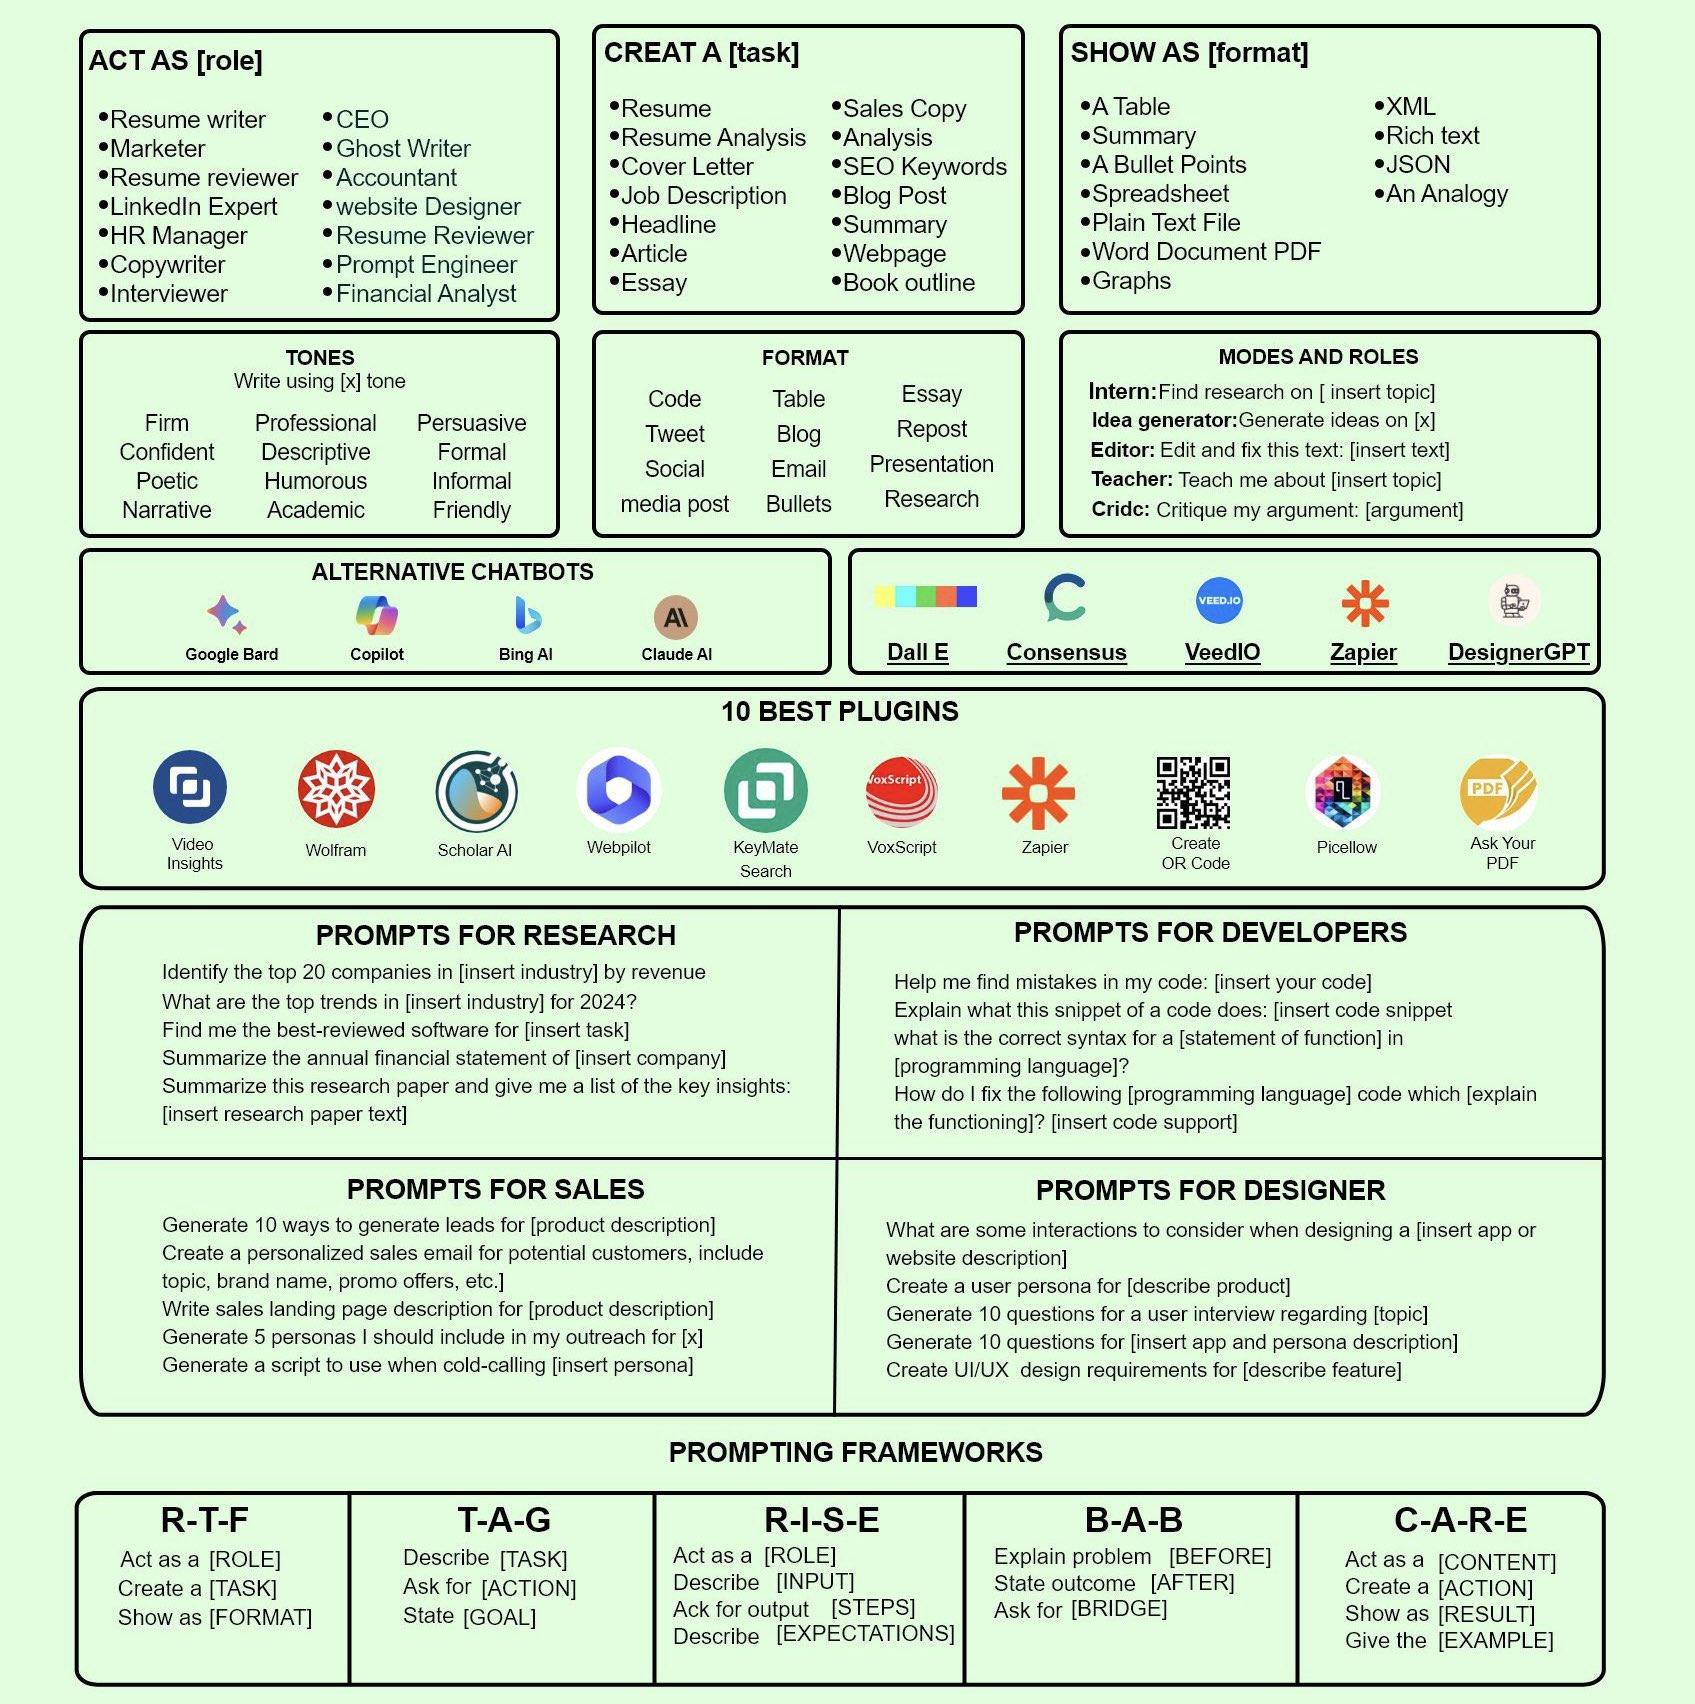 ACT AS [role]
•Resume writer
•Marketer
•Resume reviewer
•LinkedIn Expert
•HR Manager
•Copywriter
•Interviewer
•CEO
•Ghost Writer
•Accountant
•website Designer
•Resume Reviewer
•Prompt Engineer
•Financial Analyst
CREAT A [task]
•Resume
•Resume Analysis
•Cover Letter
•Job Description
•Headline
•Article
•Essay
•Sales Copy
•Analysis
•SEO Keywords
•Blog Post
•Summary
•Webpage
•Book outline
SHOW AS [format]
•A Table
•Summary
•A Bullet Points
•Spreadsheet
•Plain Text File
•Word Document PDF
•Graphs
•XML
•Rich text
•JSON
•An Analogy
TONES
Write using [x] tone
Firm
Confident
Poetic
Narrative
Professional
Descriptive
Humorous
Academic
Persuasive
Formal
Informal
Friendly
FORMAT
Code
Tweet
Social
media post
Table
Blog
Email
Bullets
Essay
Repost
Presentation
Research
MODES AND ROLES
Intern:Find research on [ insert topic]
Idea generator:Generate ideas on [x]
Editor: Edit and fix this text: [insert text]
Teacher: Teach me about [insert topic]
Cridc: Critique my argument: [argument]
ALTERNATIVE CHATBOTS
Google Bard
Copilot
Bing AI
A\
Claude AI
Dall E
Consensus
VEED.IO
VeedIO
Zapier
DesignerGPT
10 BEST PLUGINS
Video
Insights
Wolfram
Scholar AI
Webpilot
KeyMate
Search
VoxScript
VoxScript
Zapier
Create
OR Code
Picellow
PDF
Ask Your
PDF
PROMPTS FOR RESEARCH
Identify the top 20 companies in [insert industry] by revenue
What are the top trends in [insert industry] for 2024?
Find me the best-reviewed software for [insert task]
Summarize the annual financial statement of [insert company]
Summarize this research paper and give me a list of the key insights:
[insert research paper text]
PROMPTS FOR DEVELOPERS
Help me find mistakes in my code: [insert your code]
Explain what this snippet of a code does: [insert code snippet
what is the correct syntax for a [statement of function] in
[programming language]?
How do I fix the following [programming language] code which [explain
the functioning]? [insert code support]
PROMPTS FOR SALES
Generate 10 ways to generate leads for [product description]
Create a personalized sales email for potential customers, include
topic, brand name, promo offers, etc.]
Write sales landing page description for [product description]
Generate 5 personas I should include in my outreach for [x]
Generate a script to use when cold-calling [insert persona]
PROMPTS FOR DESIGNER
What are some interactions to consider when designing a [insert app or
website description]
Create a user persona for [describe product]
Generate 10 questions for a user interview regarding [topic]
Generate 10 questions for [insert app and persona description]
Create UI/UX  design requirements for [describe feature]
PROMPTING FRAMEWORKS
R-T-F
Act as a [ROLE]
Create a [TASK]
Show as [FORMAT]
T-A-G
Describe [TASK]
Ask for [ACTION]
State [GOAL]
R-I-S-E
Act as a [ROLE]
Describe [INPUT]
Ack for output [STEPS]
Describe [EXPECTATIONS]
B-A-B
Explain problem [BEFORE]
State outcome [AFTER]
Ask for [BRIDGE]
C-A-R-E
Act as a [CONTENT]
Create a [ACTION]
Show as [RESULT]
Give the [EXAMPLE]